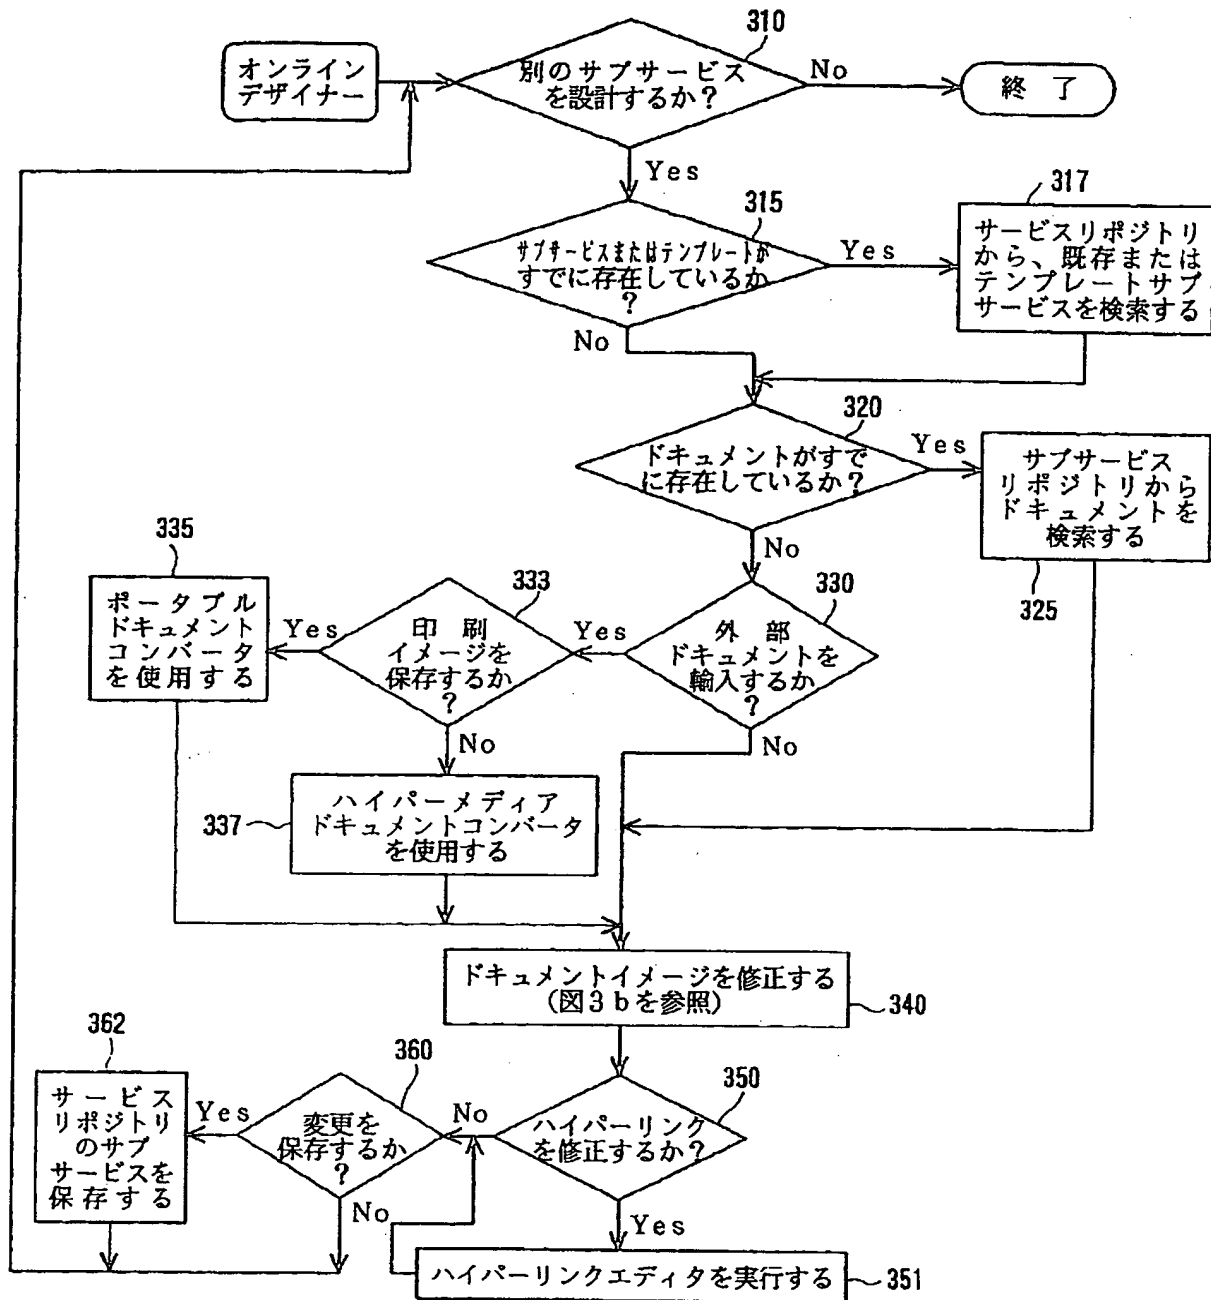 310
オンライン
デザイナー
別のサブサービス
を設計するか?
No
終 了
Yes
315
317
サブサービスまたはテンプレートが
すでに存在しているか
?
Yes
サービスリポジトリ
から、既存または
テンプレートサブ
サービスを検索する
No
320
ドキュメントがすで
に存在しているか?
Yes
サブサービス
リポジトリから
ドキュメントを
検索する
325
No
335
ポータブル
ドキュメント
コンバータ
を使用する
Yes
333
印 刷
イメージを
保存するか
?
Yes
330
外 部
ドキュメントを
輸入するか
?
No
No
337
ハイパーメディア
ドキュメントコンバータ
を使用する
ドキュメントイメージを修正する
(図3bを参照)
340
362
サービス
リポジトリ
のサブ
サービスを
保存する
Yes
360
変更を
保存するか
?
No
350
ハイパーリンク
を修正するか?
No
Yes
ハイパーリンクエディタを実行する
351